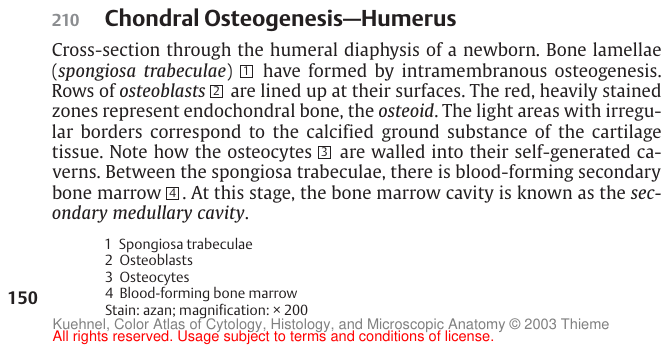 210 Chondral Osteogenesis—Humerus
Cross-section through the humeral diaphysis of a newborn. Bone lamellae
(spongiosa trabeculae) 1 have formed by intramembranous osteogenesis.
Rows of osteoblasts 2 are lined up at their surfaces. The red, heavily stained
zones represent endochondral bone, the osteoid. The light areas with irregu-
lar borders correspond to the calcified ground substance of the cartilage
tissue. Note how the osteocytes 3 are walled into their self-generated ca-
verns. Between the spongiosa trabeculae, there is blood-forming secondary
bone marrow 4. At this stage, the bone marrow cavity is known as the sec-
ondary medullary cavity.
1 Spongiosa trabeculae
2 Osteoblasts
3 Osteocytes
4 Blood-forming bone marrow
150
Stain: azan; magnification: × 200
Kuehnel, Color Atlas of Cytology, Histology, and Microscopic Anatomy © 2003 Thieme
All rights reserved. Usage subject to terms and conditions of license.